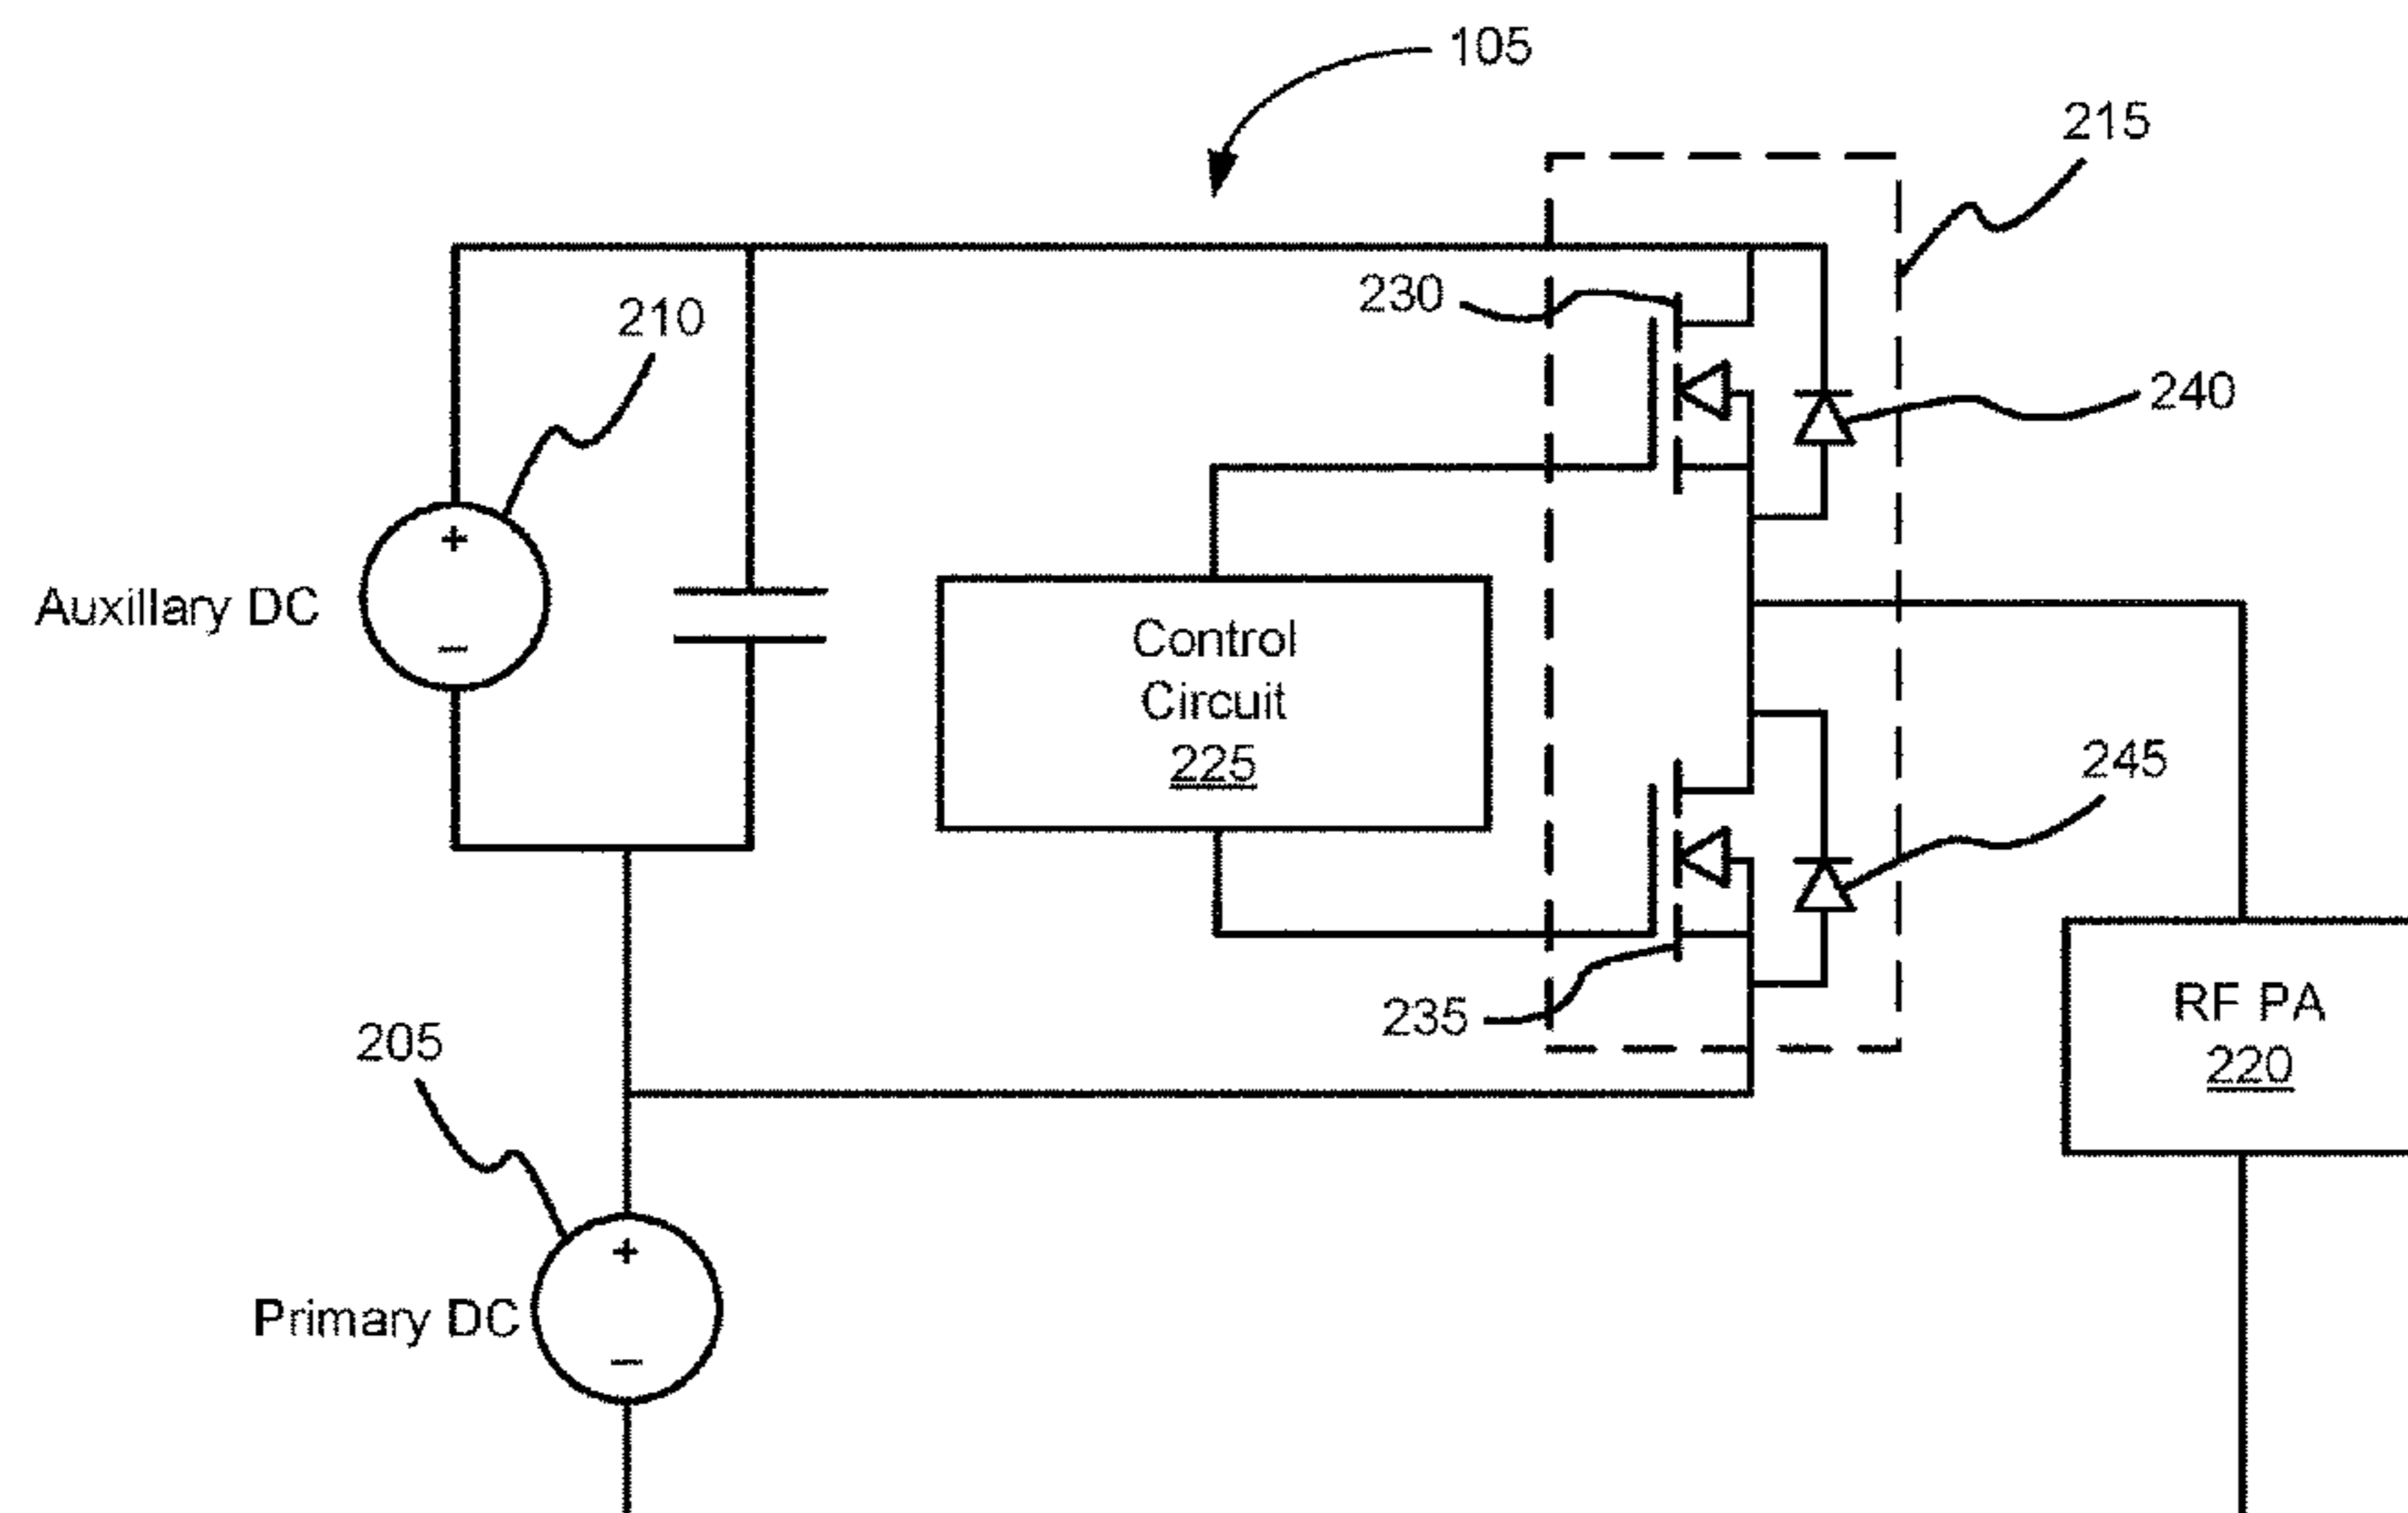 105
215
230
210
240
+
Auxillary DC
−
Control
Circuit
225
245
235
205
RF PA
220
+
Primary DC
−